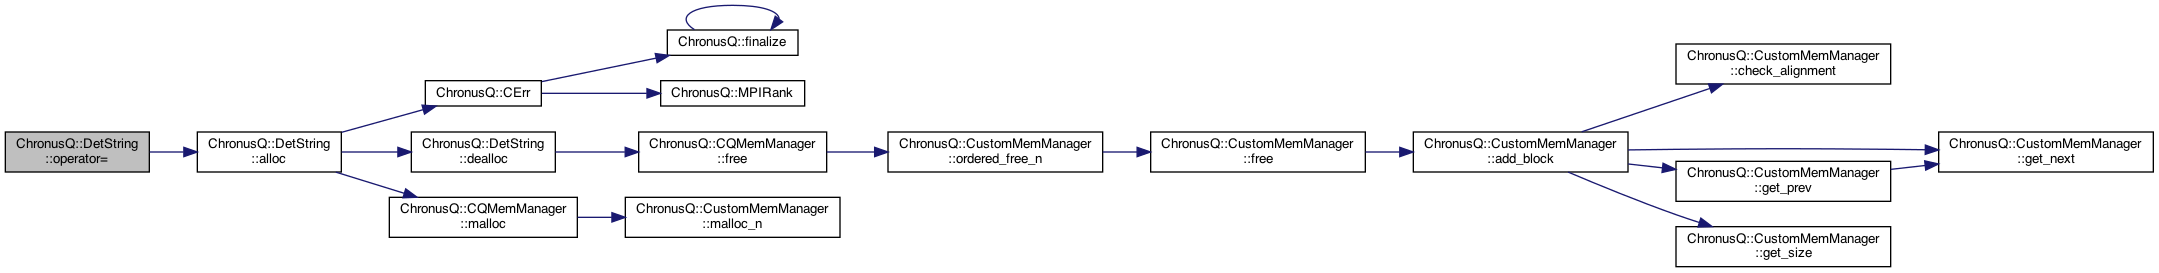 ChronusQ::DetString
::operator=
ChronusQ::DetString
::alloc
ChronusQ::CErr
ChronusQ::finalize
ChronusQ::MPIRank
ChronusQ::DetString
::dealloc
ChronusQ::CQMemManager
::free
ChronusQ::CustomMemManager
::ordered_free_n
ChronusQ::CustomMemManager
::free
ChronusQ::CustomMemManager
::add_block
ChronusQ::CustomMemManager
::check_alignment
ChronusQ::CustomMemManager
::get_next
ChronusQ::CustomMemManager
::get_prev
ChronusQ::CustomMemManager
::get_size
ChronusQ::CQMemManager
::malloc
ChronusQ::CustomMemManager
::malloc_n